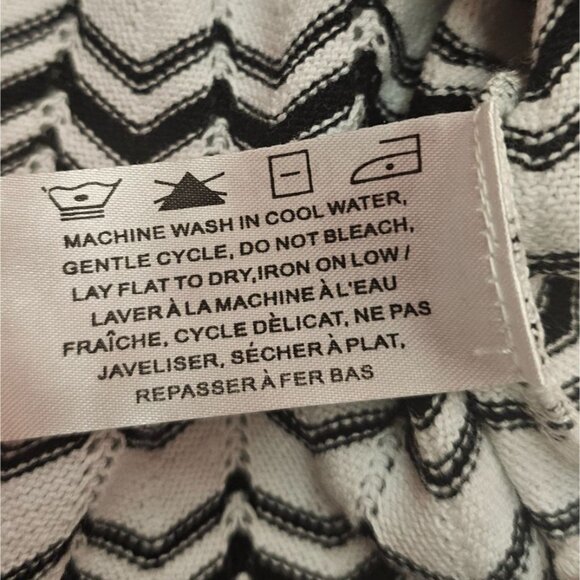 MACHINE WASH IN COOL WATER,
GENTLE CYCLE, DO NOT BLEACH,
LAY FLAT TO DRY,IRON ON LOW /
LAVER À LA MACHINE À L'EAU
FRAÎCHE, CYCLE DÈLICAT, NE PAS
JAVELISER, SÉCHER À PLAT,
REPASSER À FER BAS